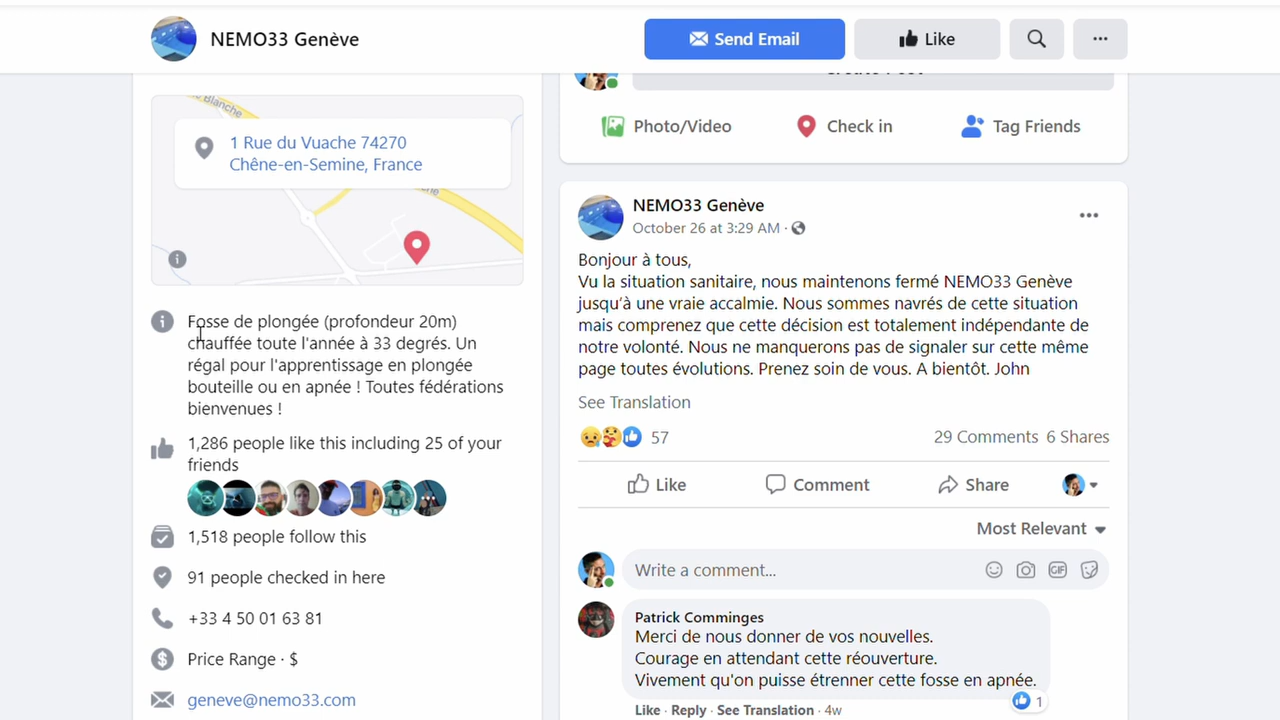 NEMO33 Genève
Send Email
Like
Blanche
1 Rue du Vuache 74270
Chêne-en-Semine, France
Fosse de plongée (profondeur 20m)
chauffée toute l'année à 33 degrés. Un
régal pour l'apprentissage en plongée
bouteille ou en apnée ! Toutes fédérations
bienvenues !
1,286 people like this including 25 of your
friends
1,518 people follow this
91 people checked in here
+33 4 50 01 63 81
Price Range · $
geneve@nemo33.com
Photo/Video
Check in
Tag Friends
NEMO33 Genève
October 26 at 3:29 AM ·
Bonjour à tous,
Vu la situation sanitaire, nous maintenons fermé NEMO33 Genève
jusqu'à une vraie accalmie. Nous sommes navrés de cette situation
mais comprenez que cette décision est totalement indépendante de
notre volonté. Nous ne manquerons pas de signaler sur cette même
page toutes évolutions. Prenez soin de vous. A bientôt. John
See Translation
57
29 Comments 6 Shares
Like
Comment
Share
Most Relevant
Write a comment...
GIF
Patrick Comminges
Merci de nous donner de vos nouvelles.
Courage en attendant cette réouverture.
Vivement qu'on puisse étrenner cette fosse en apnée.
1
Like · Reply · See Translation · 4w